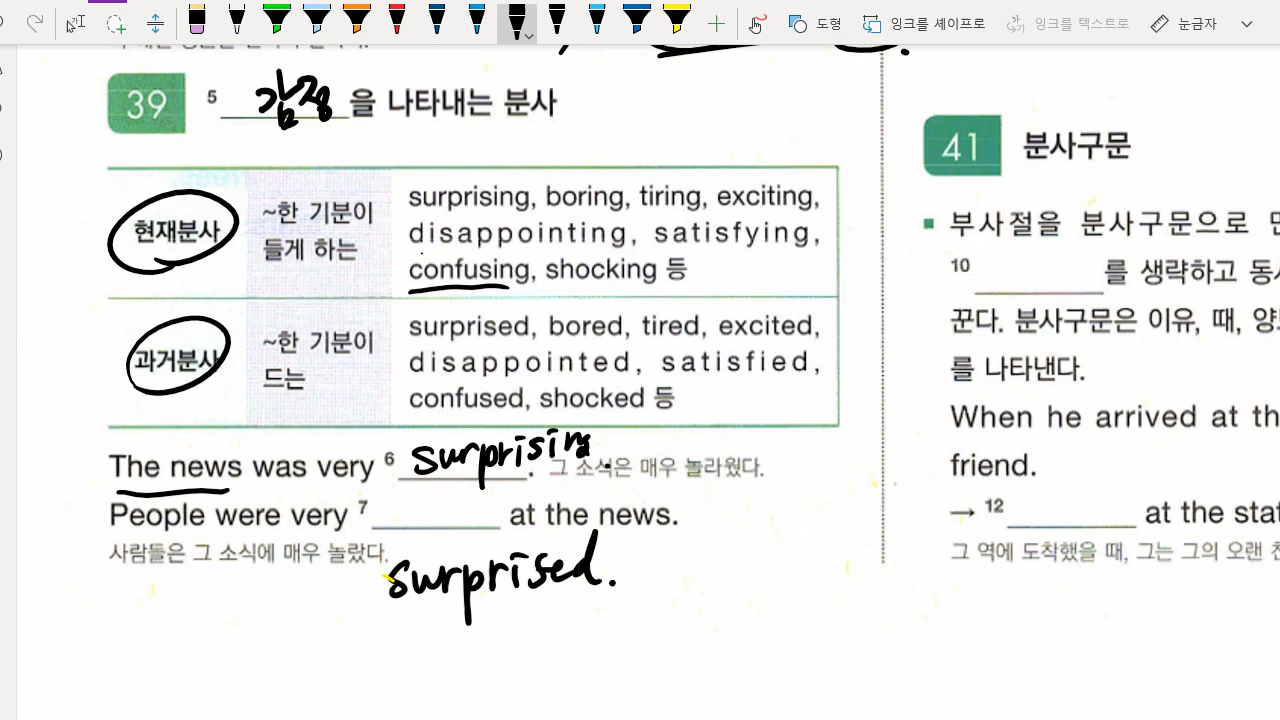 도형
잉크를 셰이프로
잉크를 텍스트로
눈금자
39
5 감정을 나타내는 분사
현재분사
~한 기분이
들게 하는
surprising, boring, tiring, exciting,
disappointing, satisfying,
confusing, shocking 등
과거분사
~한 기분이
드는
surprised, bored, tired, excited,
disappointed, satisfied,
confused, shocked 등
The news was very 6 surprising. 그 소식은 매우 놀라웠다.
People were very 7 at the news.
사람들은 그 소식에 매우 놀랐다.
surprised.
41 분사구문
부사절을 분사구문으로
10 를 생략하고 동
꾼다. 분사구문은 이유, 때, 양
를 나타낸다.
When he arrived at th
friend.
→ 12 at the stat
그 역에 도착했을 때, 그는 그의 오랜 친